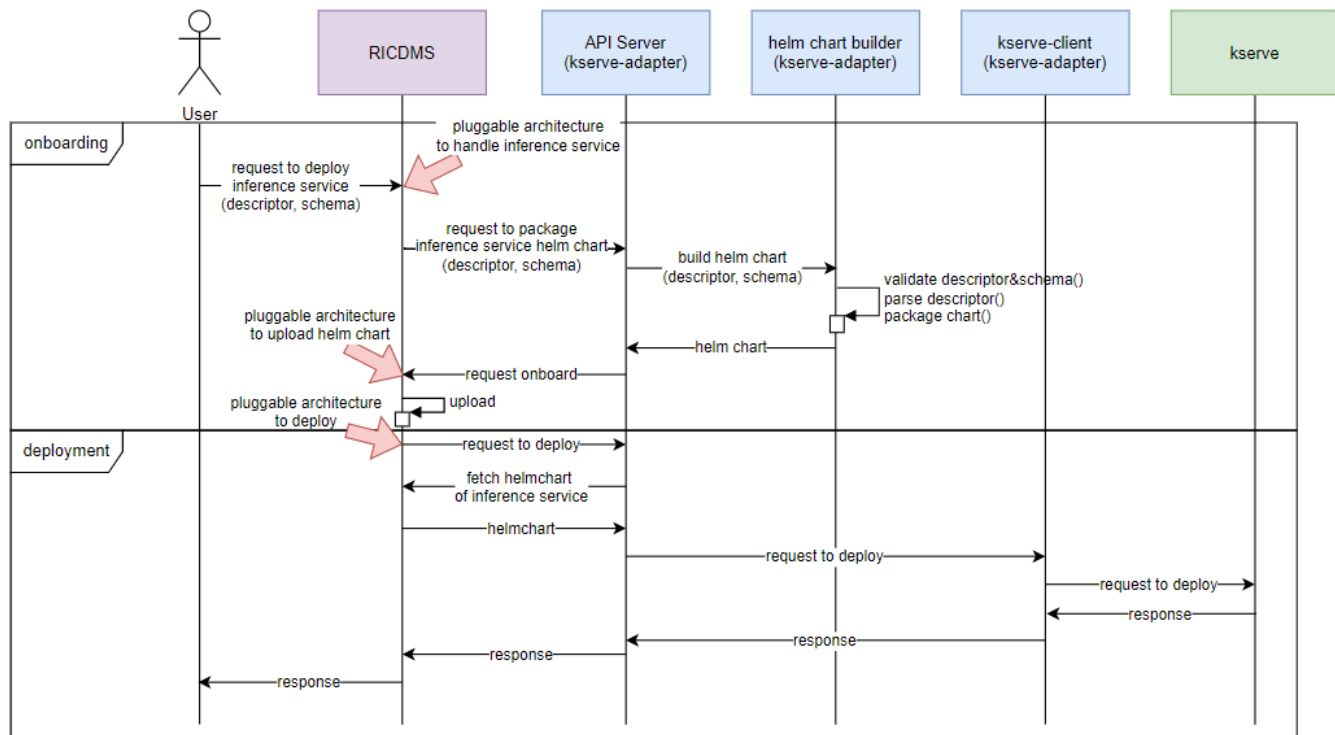 RICDMS
API Server
(kserve-adapter)
helm chart builder
(kserve-adapter)
kserve-client
(kserve-adapter)
kserve
User
onboarding
pluggable architecture
to handle inference service
request to deploy
inference service
(descriptor, schema)
request to package
inference service helm chart
(descriptor, schema)
build helm chart
(descriptor, schema)
validate descriptor&schema()
parse descriptor()
package chart()
pluggable architecture
to upload helm chart
helm chart
request onboard
upload
pluggable architecture
to deploy
deployment
request to deploy
fetch helmchart
of inference service
helmchart
request to deploy
request to deploy
response
response
response
response